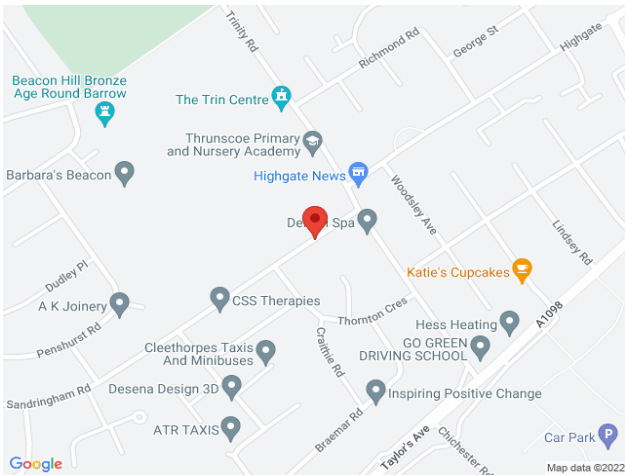 Trinity Rd
Richmond Rd
George St
Highgate
Beacon Hill Bronze
Age Round Barrow
The Trin Centre
Thrunscoe Primary
and Nursery Academy
Barbara's Beacon
Highgate News
Woodsley Ave
Spa
Lindsey Rd
Dudley Pl
Katie's Cupcakes
A K Joinery
CSS Therapies
Thornton Cres
Penshurst Rd
Craithie Rd
Hess Heating
A1098
Cleethorpes Taxis
And Minibuses
GO GREEN
DRIVING SCHOOL
Desena Design 3D
Inspiring Positive Change
Sandringham Rd
ATR TAXIS
Braemar Rd
Taylor's Ave
Chichester Rd
Car Park
P
Google
Map data ©2022